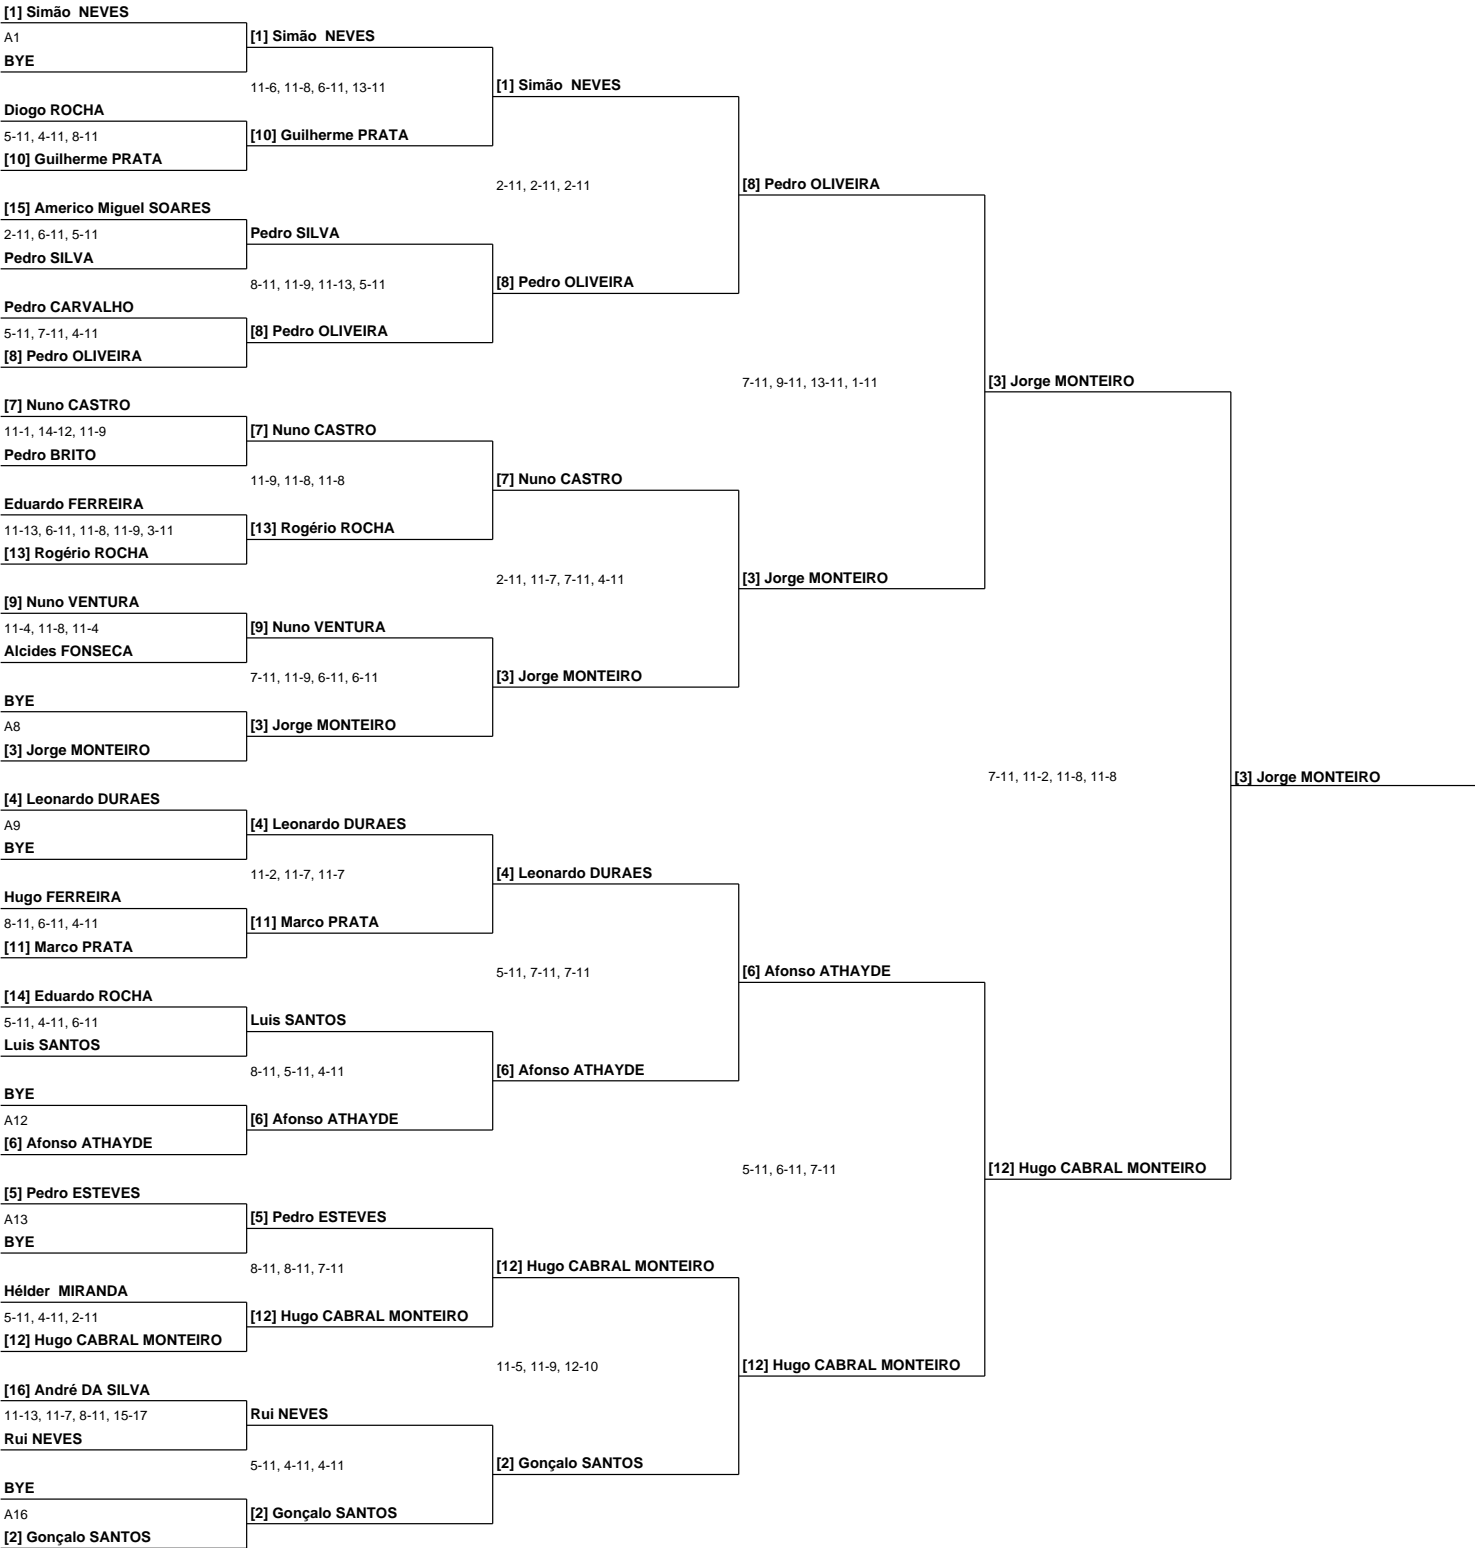 [1] Simão  NEVES
A1
BYE
Diogo ROCHA
5-11, 4-11, 8-11
[10] Guilherme PRATA
[15] Americo Miguel SOARES
2-11, 6-11, 5-11
Pedro SILVA
Pedro CARVALHO
5-11, 7-11, 4-11
[8] Pedro OLIVEIRA
[7] Nuno CASTRO
11-1, 14-12, 11-9
Pedro BRITO
Eduardo FERREIRA
11-13, 6-11, 11-8, 11-9, 3-11
[13] Rogério ROCHA
[9] Nuno VENTURA
11-4, 11-8, 11-4
Alcides FONSECA
BYE
A8
[3] Jorge MONTEIRO
[4] Leonardo DURAES
A9
BYE
Hugo FERREIRA
8-11, 6-11, 4-11
[11] Marco PRATA
[14] Eduardo ROCHA
5-11, 4-11, 6-11
Luis SANTOS
BYE
A12
[6] Afonso ATHAYDE
[5] Pedro ESTEVES
A13
BYE
Hélder  MIRANDA
5-11, 4-11, 2-11
[12] Hugo CABRAL MONTEIRO
[16] André DA SILVA
11-13, 11-7, 8-11, 15-17
Rui NEVES
BYE
A16
[2] Gonçalo SANTOS
[1] Simão  NEVES
11-6, 11-8, 6-11, 13-11
[10] Guilherme PRATA
Pedro SILVA
8-11, 11-9, 11-13, 5-11
[8] Pedro OLIVEIRA
[7] Nuno CASTRO
11-9, 11-8, 11-8
[13] Rogério ROCHA
[9] Nuno VENTURA
7-11, 11-9, 6-11, 6-11
[3] Jorge MONTEIRO
[4] Leonardo DURAES
11-2, 11-7, 11-7
[11] Marco PRATA
Luis SANTOS
8-11, 5-11, 4-11
[6] Afonso ATHAYDE
[5] Pedro ESTEVES
8-11, 8-11, 7-11
[12] Hugo CABRAL MONTEIRO
Rui NEVES
5-11, 4-11, 4-11
[2] Gonçalo SANTOS
[1] Simão  NEVES
2-11, 2-11, 2-11
[8] Pedro OLIVEIRA
[7] Nuno CASTRO
2-11, 11-7, 7-11, 4-11
[3] Jorge MONTEIRO
[4] Leonardo DURAES
5-11, 7-11, 7-11
[6] Afonso ATHAYDE
[12] Hugo CABRAL MONTEIRO
11-5, 11-9, 12-10
[2] Gonçalo SANTOS
[8] Pedro OLIVEIRA
7-11, 9-11, 13-11, 1-11
[3] Jorge MONTEIRO
[6] Afonso ATHAYDE
5-11, 6-11, 7-11
[12] Hugo CABRAL MONTEIRO
[3] Jorge MONTEIRO
7-11, 11-2, 11-8, 11-8
[12] Hugo CABRAL MONTEIRO
[3] Jorge MONTEIRO